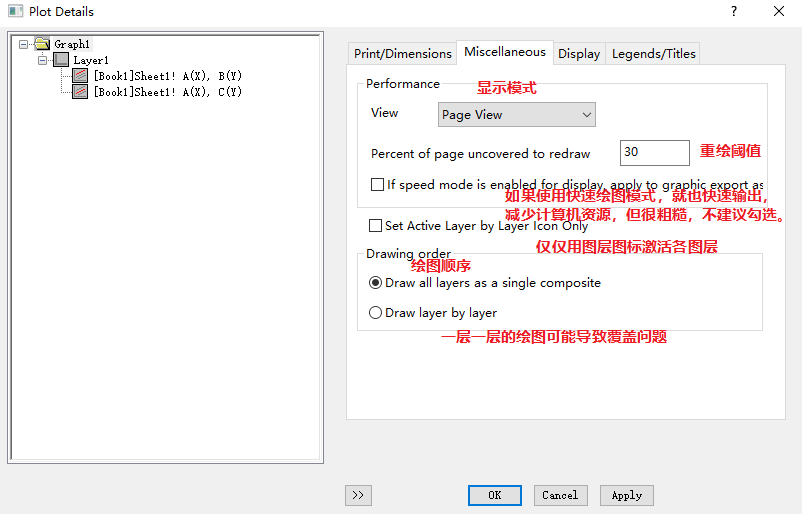 Plot Details
?
Graph1
Layer1
[Book1]Sheet1! A(X), B(Y)
[Book1]Sheet1! A(X), C(Y)
Print/Dimensions
Miscellaneous
Display
Legends/Titles
Performance
显示模式
View
Page View
Percent of page uncovered to redraw
30
重绘阈值
If speed mode is enabled for display, apply to graphic export as
如果使用快速绘图模式，就也快速输出，
减少计算机资源，但很粗糙，不建议勾选。
Set Active Layer by Layer Icon Only
仅仅用图层图标激活各图层
Drawing order
绘图顺序
Draw all layers as a single composite
Draw layer by layer
一层一层的绘图可能导致覆盖问题
>>
OK
Cancel
Apply